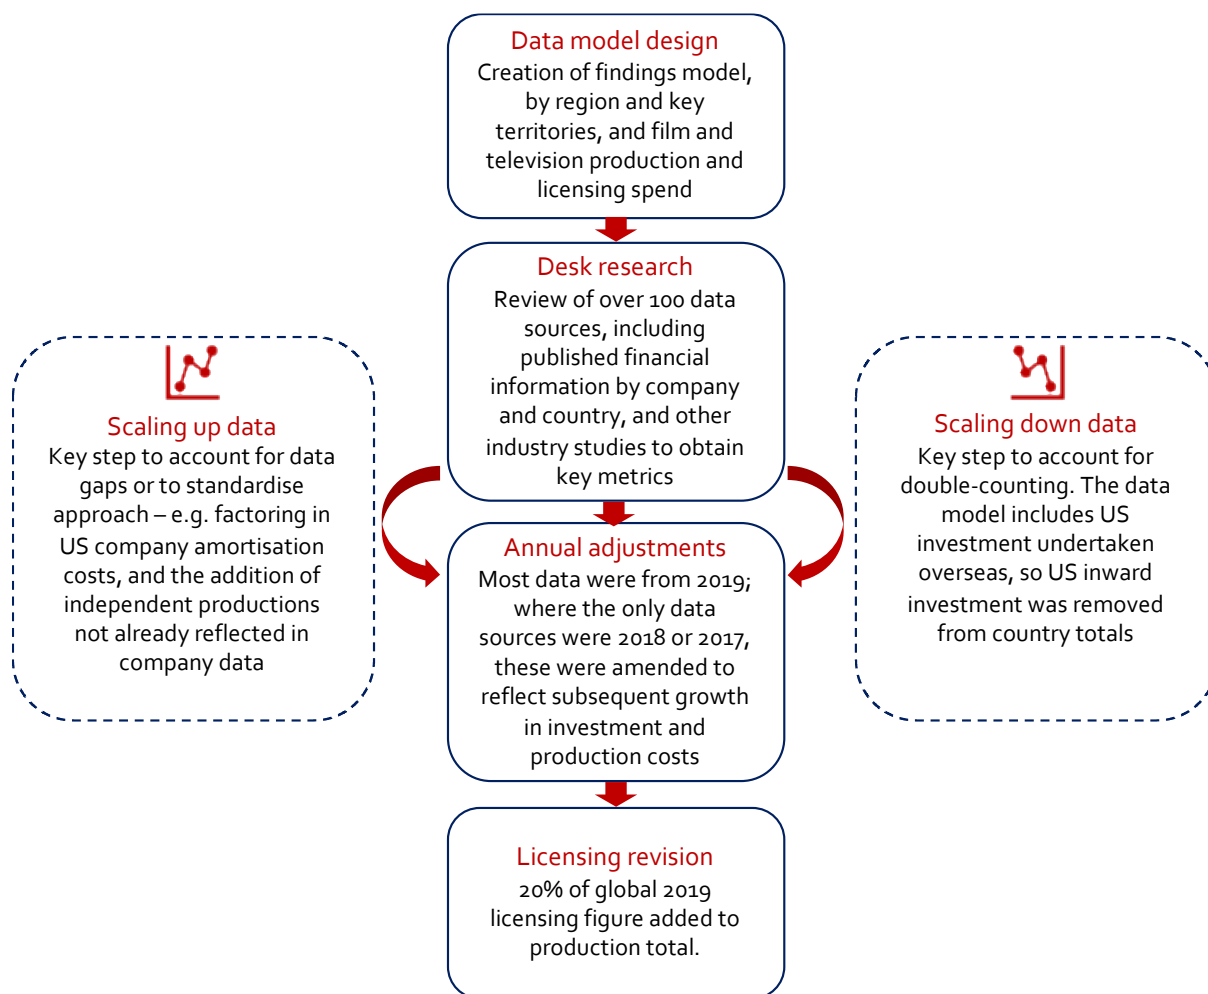 Data model design
Creation of findings model,
by region and key
territories, and film and
television production and
licensing spend
Desk research
Review of over 100 data
sources, including
published financial
information by company
and country, and other
industry studies to obtain
key metrics
Scaling up data
Key step to account for data
gaps or to standardise
approach – e.g. factoring in
US company amortisation
costs, and the addition of
independent productions
not already reflected in
company data
Scaling down data
Key step to account for
double-counting. The data
model includes US
investment undertaken
overseas, so US inward
investment was removed
from country totals
Annual adjustments
Most data were from 2019;
where the only data
sources were 2018 or 2017,
these were amended to
reflect subsequent growth
in investment and
production costs
Licensing revision
20% of global 2019
licensing figure added to
production total.